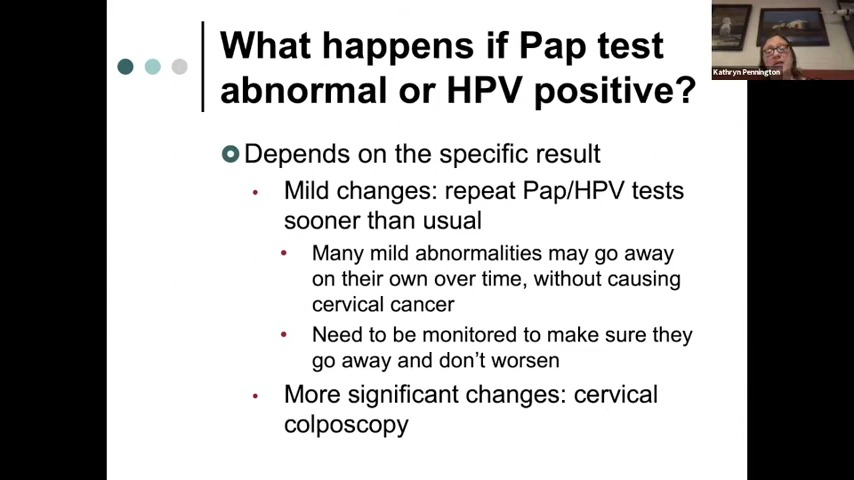 What happens if Pap test
abnormal or HPV positive?
Depends on the specific result
Mild changes: repeat Pap/HPV tests
sooner than usual
Many mild abnormalities may go away
on their own over time, without causing
cervical cancer
Need to be monitored to make sure they
go away and don't worsen
More significant changes: cervical
colposcopy
Kathryn Pennington